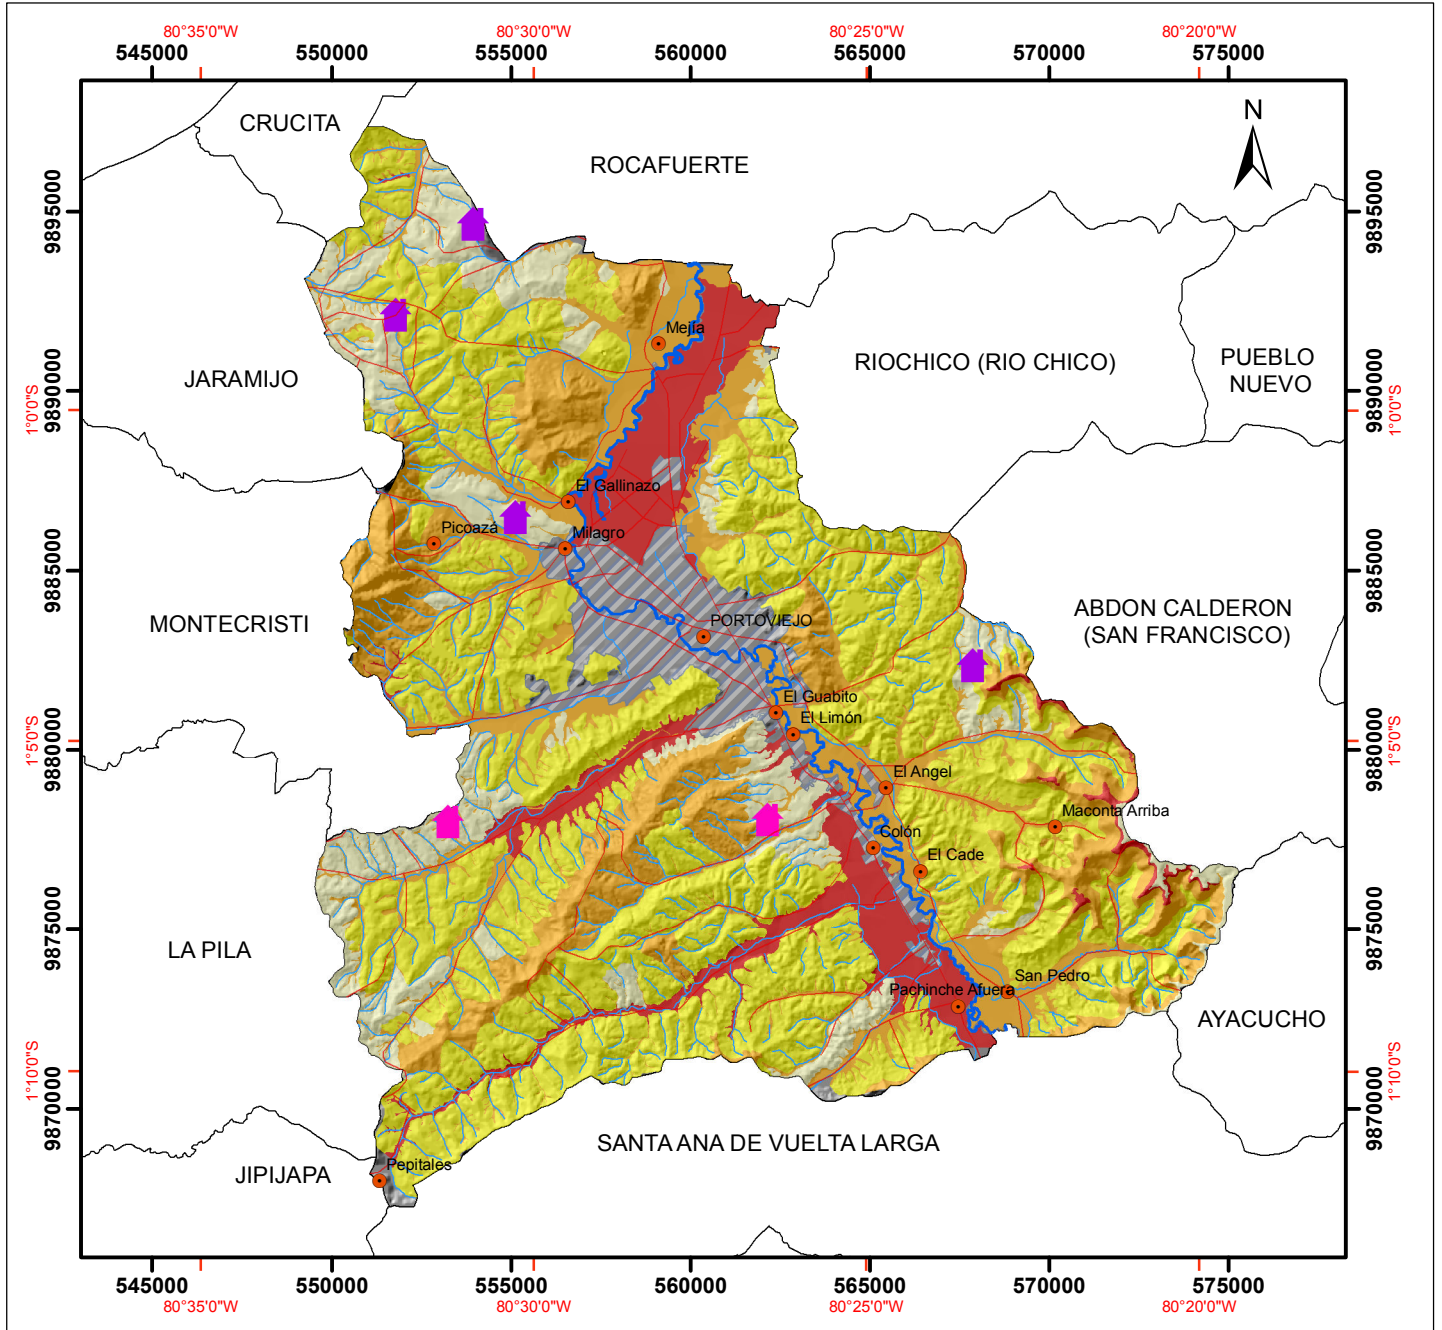 80°35'0"W 80°30'0"W 80°25'0"W 80°20'0"W
545000 550000 555000 560000 565000 570000 575000
CRUCITA
N
ROCAFUERTE
9895000 9895000
Mejía
RIOCHICO (RIO CHICO)
PUEBLO
NUEVO
JARAMIJO
9890000 9890000
1°0'0"S 1°0'0"S
El Gallinazo
Picoazá
Milagro
9885000 9885000
ABDON CALDERON
(SAN FRANCISCO)
MONTECRISTI
PORTOVIEJO
El Guabito
El Limón
1°5'0"S 1°5'0"S
9880000 9880000
El Angel
Maconta Arriba
Colón
El Cade
9875000 9875000
LA PILA
San Pedro
Pachinche Afuera
AYACUCHO
1°10'0"S 1°10'0"S
9870000 9870000
SANTA ANA DE VUELTA LARGA
Pepitales
JIPIJAPA
545000 550000 555000 560000 565000 570000 575000
80°35'0"W 80°30'0"W 80°25'0"W 80°20'0"W